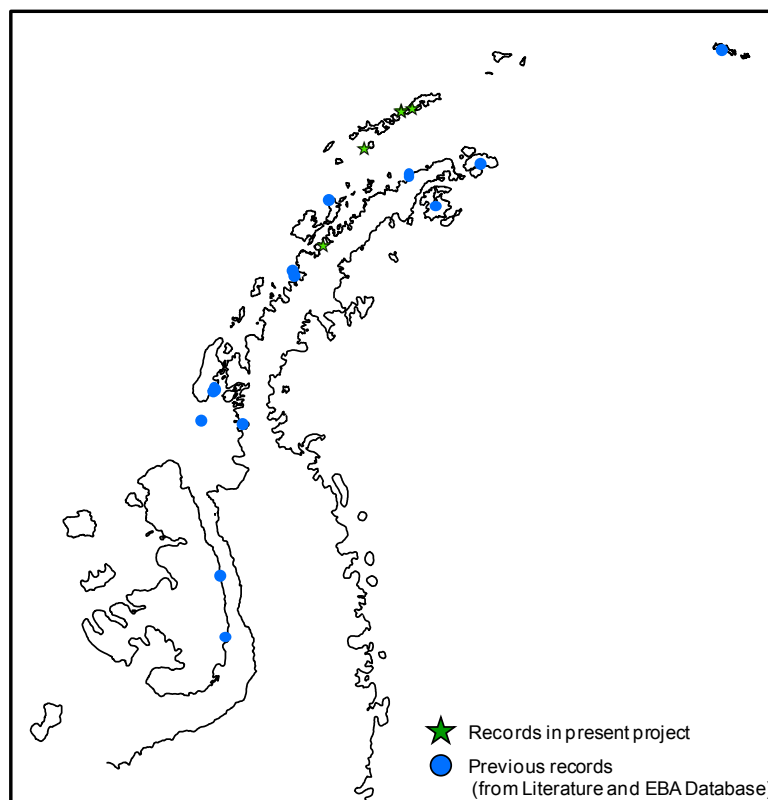 Records in present project
Previous records
(from Literature and EBA Database)